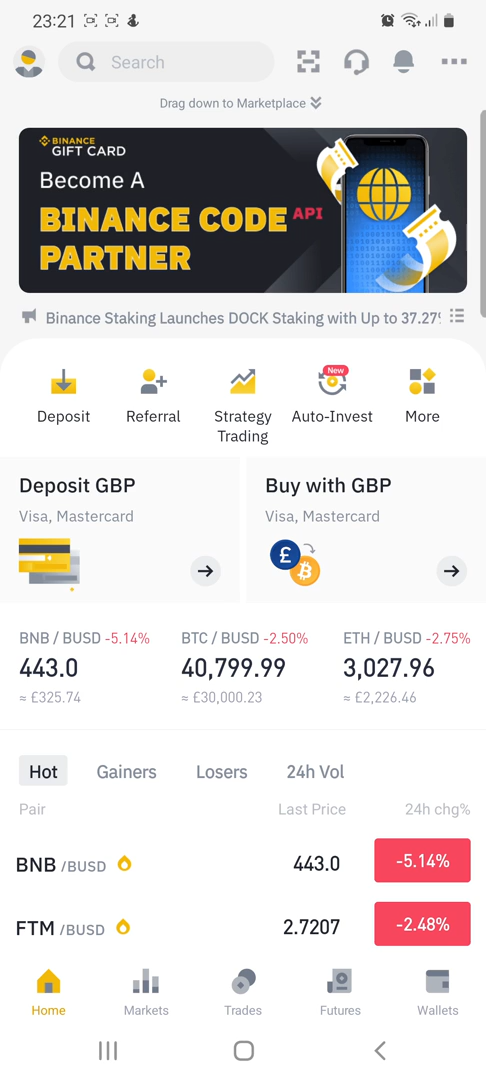 23:21
Search
Drag down to Marketplace
BINANCE
GIFT CARD
Become A
BINANCE CODE API
PARTNER
Binance Staking Launches DOCK Staking with Up to 37.27
New
Deposit
Referral
Strategy
Trading
Auto-Invest
More
Deposit GBP
Visa, Mastercard
Buy with GBP
Visa, Mastercard
BNB / BUSD -5.14%
443.0
≈ £325.74
BTC / BUSD -2.50%
40,799.99
≈ £30,000.23
ETH / BUSD -2.75%
3,027.96
≈ £2,226.46
Hot Gainers Losers 24h Vol
Pair Last Price 24h chg%
BNB /BUSD 443.0 -5.14%
FTM /BUSD 2.7207 -2.48%
Home Markets Trades Futures Wallets